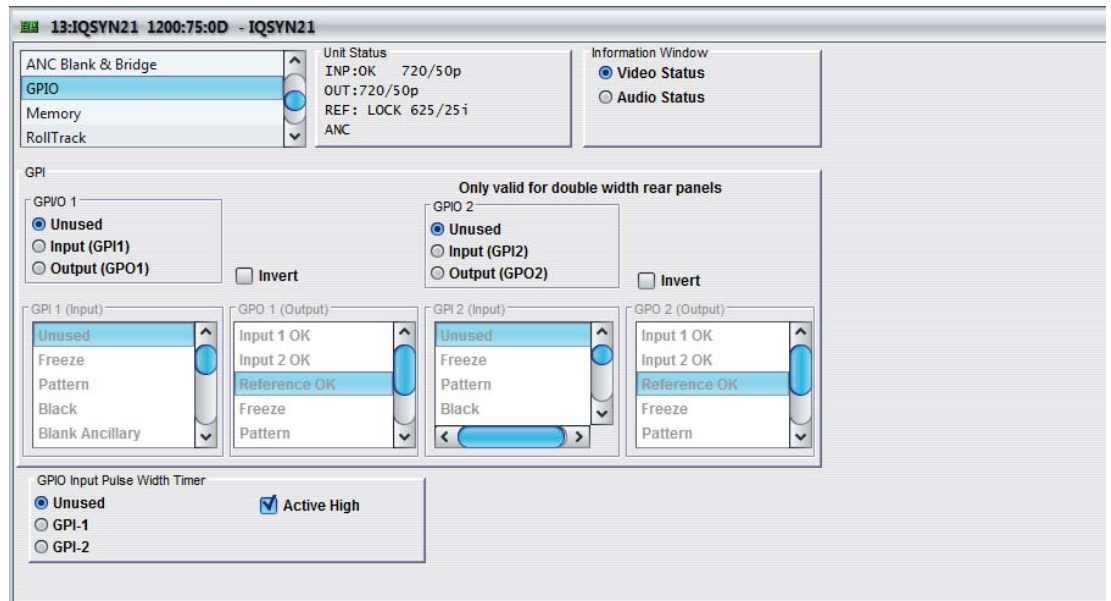 13:IQSYN21 1200:75:0D - IQSYN21
ANC Blank & Bridge
GPIO
Memory
RollTrack
Unit Status
INP:OK 720/50p
OUT:720/50p
REF: LOCK 625/25i
ANC
Information Window
Video Status
Audio Status
GPI
Only valid for double width rear panels
GPI/O 1
Unused
Input (GPI1)
Output (GPO1)
Invert
GPIO 2
Unused
Input (GPI2)
Output (GPO2)
Invert
GPI 1 (Input)
Unused
Freeze
Pattern
Black
Blank Ancillary
GPO 1 (Output)
Input 1 OK
Input 2 OK
Reference OK
Freeze
Pattern
GPI 2 (Input)
Unused
Freeze
Pattern
Black
GPO 2 (Output)
Input 1 OK
Input 2 OK
Reference OK
Freeze
Pattern
GPIO Input Pulse Width Timer
Unused
GPI-1
GPI-2
Active High